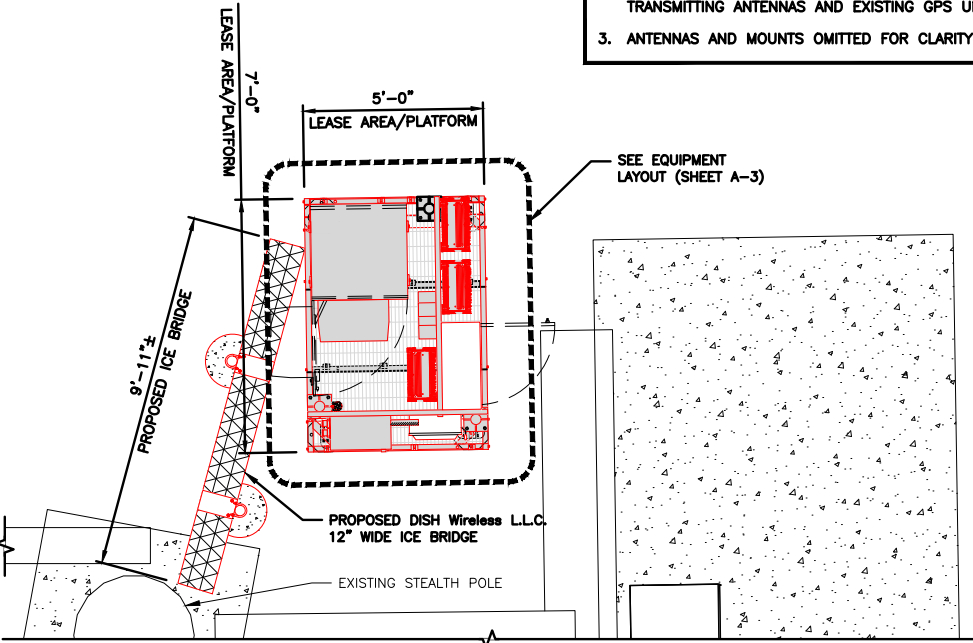 TRANSMITTING ANTENNAS AND EXISTING GPS
3. ANTENNAS AND MOUNTS OMITTED FOR CLARITY
7'-0"
LEASE AREA/PLATFORM
5'-0"
LEASE AREA/PLATFORM
SEE EQUIPMENT
LAYOUT (SHEET A-3)
9'-11"±
PROPOSED ICE BRIDGE
PROPOSED DISH Wireless L.L.C.
12" WIDE ICE BRIDGE
EXISTING STEALTH POLE